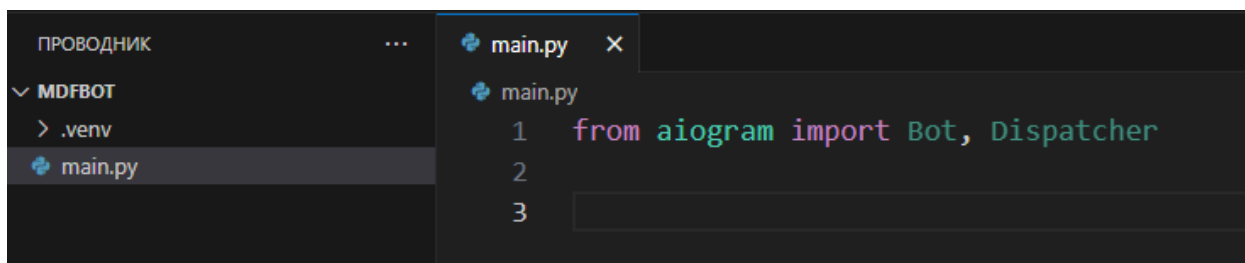 ПРОВОДНИК ...
MDFBOT
.venv
main.py
main.py
main.py
1 from aiogram import Bot, Dispatcher
2
3